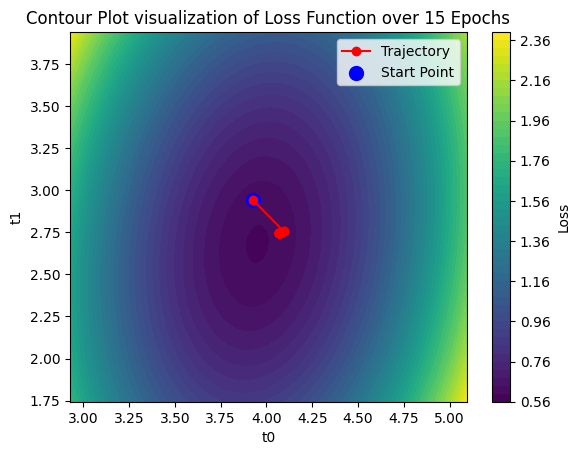 Contour Plot visualization of Loss Function over 15 Epochs
Trajectory
Start Point
t1
3.75
3.50
3.25
3.00
2.75
2.50
2.25
2.00
1.75
3.00 3.25 3.50 3.75 4.00 4.25 4.50 4.75 5.00
t0
2.36
2.16
1.96
1.76
1.56
1.36
1.16
0.96
0.76
0.56
Loss